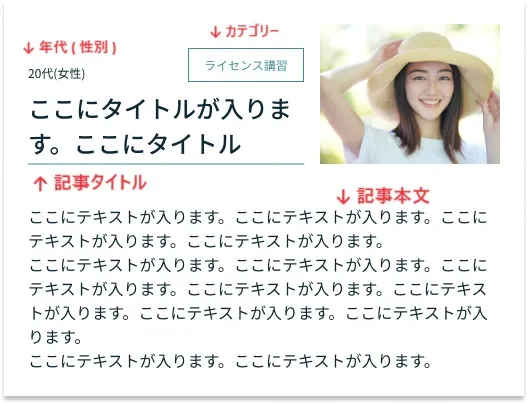 ↓ カテゴリー
↓ 年代 ( 性別 )
20代(女性)
ライセンス講習
ここにタイトルが入りま
す。ここにタイトル
↑ 記事タイトル
↓ 記事本文
ここにテキストが入ります。ここにテキストが入ります。ここに
テキストが入ります。ここにテキストが入ります。
ここにテキストが入ります。ここにテキストが入ります。ここに
テキストが入ります。ここにテキストが入ります。ここにテキス
トが入ります。ここにテキストが入ります。ここにテキストが入
ります。
ここにテキストが入ります。ここにテキストが入ります。